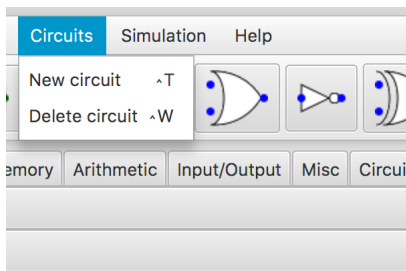 Circuits Simulation Help
New circuit ^T
Delete circuit ^W
emory Arithmetic Input/Output Misc Circui